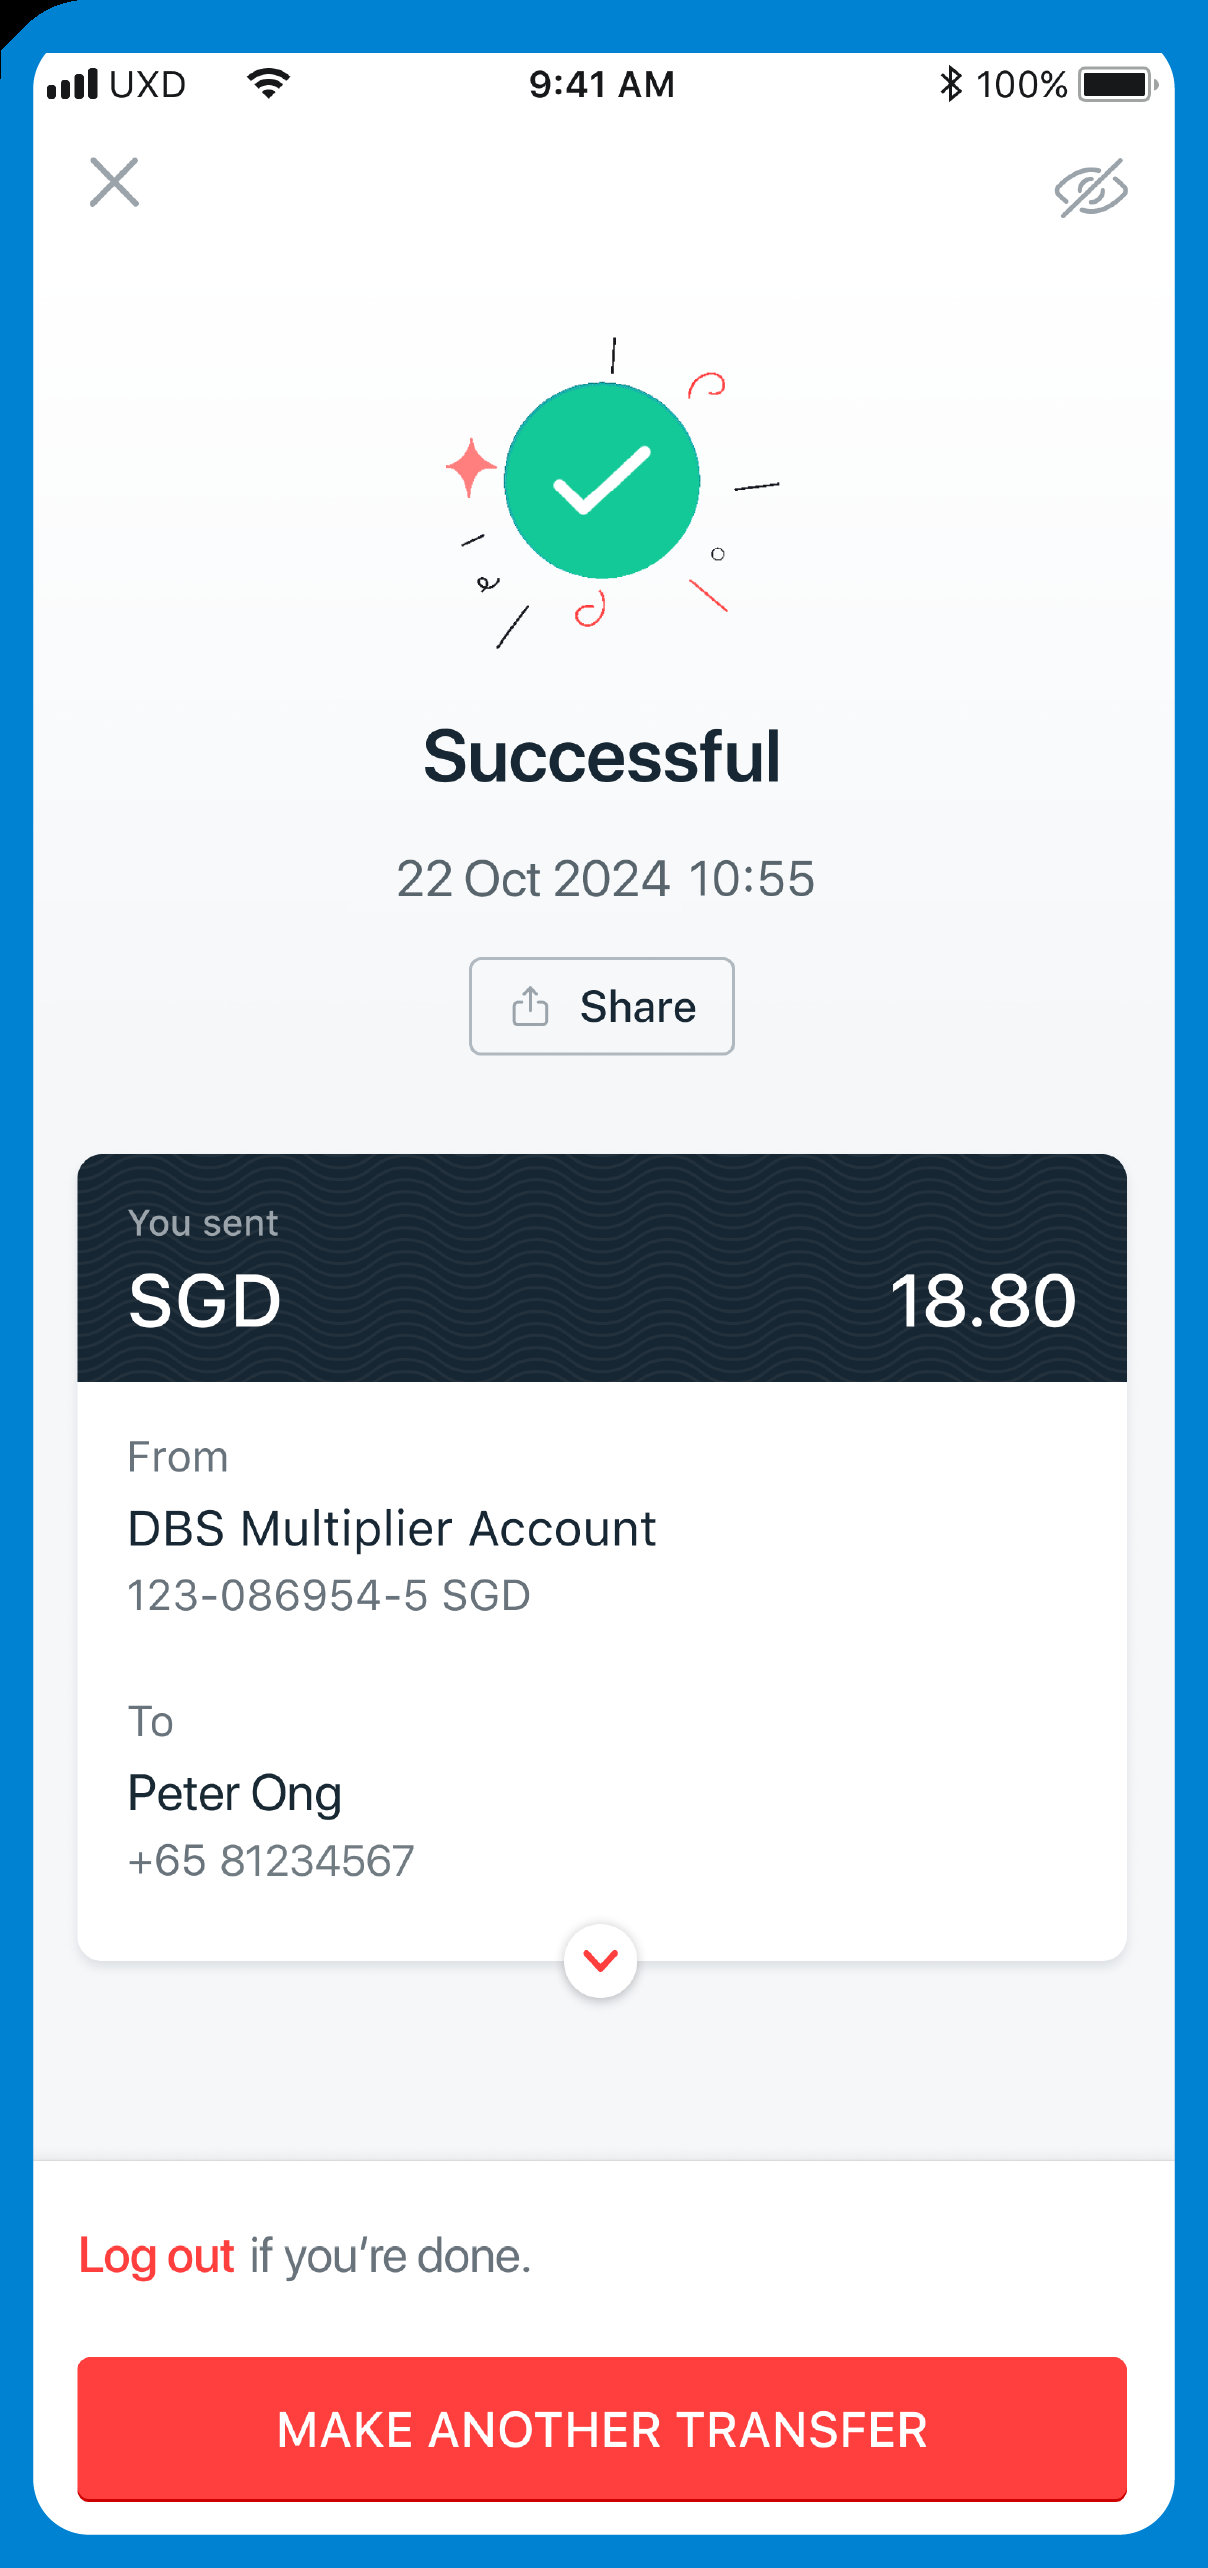 UXD 9:41 AM 100%
Successful
22 Oct 2024 10:55
Share
You sent
SGD 18.80
From
DBS Multiplier Account
123-086954-5 SGD
To
Peter Ong
+65 81234567
Log out if you’re done.
MAKE ANOTHER TRANSFER